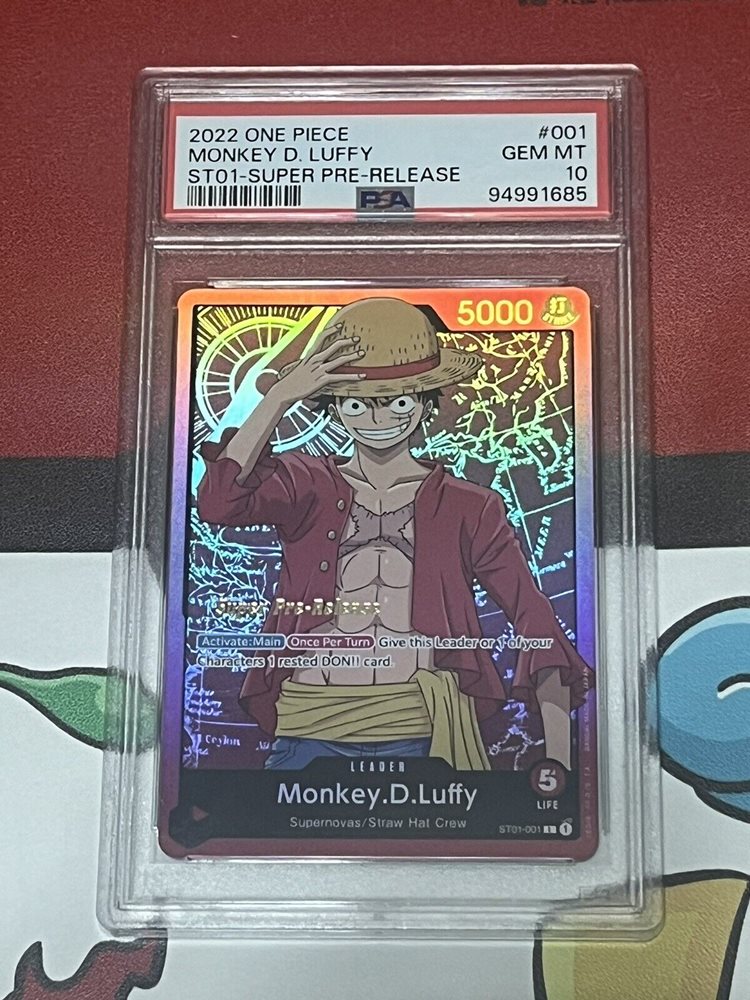 2022 ONE PIECE #001
MONKEY D. LUFFY GEM MT
ST01-SUPER PRE-RELEASE 10
PSA 94991685
5000 打
Super Pre-Release
Activate:Main Once Per Turn Give this Leader or 1 of your
Characters 1 rested DON!! card.
Ceylon
LEADER
5
Monkey.D.Luffy
LIFE
Supernovas/Straw Hat Crew
ST01-001 L 1